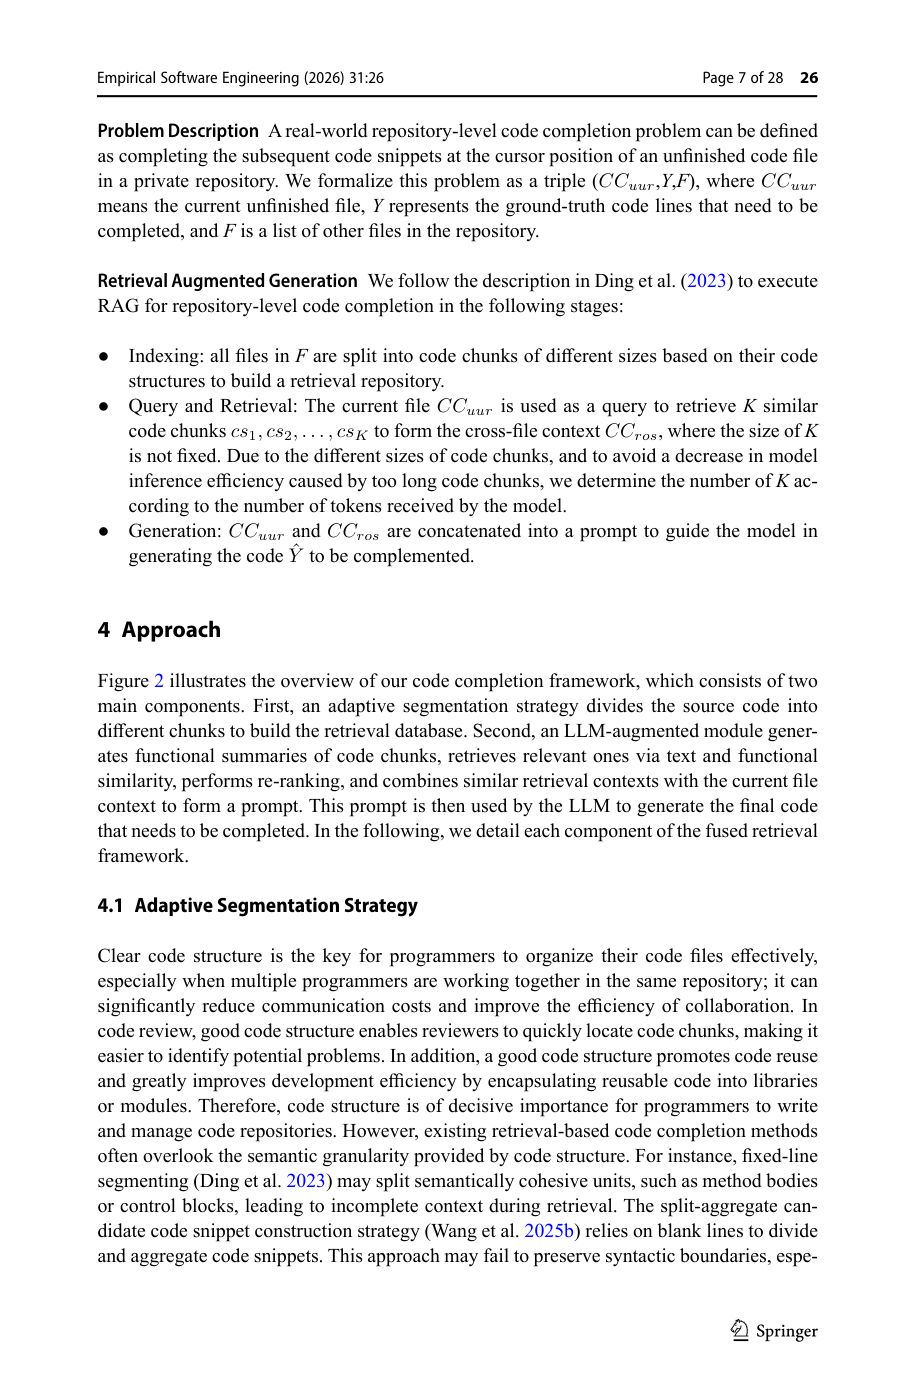 Empirical Software Engineering (2026) 31:26
Page 7 of 28 26
Problem Description A real-world repository-level code completion problem can be defined
as completing the subsequent code snippets at the cursor position of an unfinished code file
in a private repository. We formalize this problem as a triple (CC_uur,Y,F), where CC_uur
means the current unfinished file, Y represents the ground-truth code lines that need to be
completed, and F is a list of other files in the repository.
Retrieval Augmented Generation We follow the description in Ding et al. (2023) to execute
RAG for repository-level code completion in the following stages:
● Indexing: all files in F are split into code chunks of different sizes based on their code
structures to build a retrieval repository.
● Query and Retrieval: The current file CC_uur is used as a query to retrieve K similar
code chunks cs_1, cs_2, . . . , cs_K to form the cross-file context CC_ros, where the size of K
is not fixed. Due to the different sizes of code chunks, and to avoid a decrease in model
inference efficiency caused by too long code chunks, we determine the number of K ac-
cording to the number of tokens received by the model.
● Generation: CC_uur and CC_ros are concatenated into a prompt to guide the model in
generating the code Ŷ to be complemented.
4 Approach
Figure 2 illustrates the overview of our code completion framework, which consists of two
main components. First, an adaptive segmentation strategy divides the source code into
different chunks to build the retrieval database. Second, an LLM-augmented module gener-
ates functional summaries of code chunks, retrieves relevant ones via text and functional
similarity, performs re-ranking, and combines similar retrieval contexts with the current file
context to form a prompt. This prompt is then used by the LLM to generate the final code
that needs to be completed. In the following, we detail each component of the fused retrieval
framework.
4.1 Adaptive Segmentation Strategy
Clear code structure is the key for programmers to organize their code files effectively,
especially when multiple programmers are working together in the same repository; it can
significantly reduce communication costs and improve the efficiency of collaboration. In
code review, good code structure enables reviewers to quickly locate code chunks, making it
easier to identify potential problems. In addition, a good code structure promotes code reuse
and greatly improves development efficiency by encapsulating reusable code into libraries
or modules. Therefore, code structure is of decisive importance for programmers to write
and manage code repositories. However, existing retrieval-based code completion methods
often overlook the semantic granularity provided by code structure. For instance, fixed-line
segmenting (Ding et al. 2023) may split semantically cohesive units, such as method bodies
or control blocks, leading to incomplete context during retrieval. The split-aggregate can-
didate code snippet construction strategy (Wang et al. 2025b) relies on blank lines to divide
and aggregate code snippets. This approach may fail to preserve syntactic boundaries, espe-
Springer